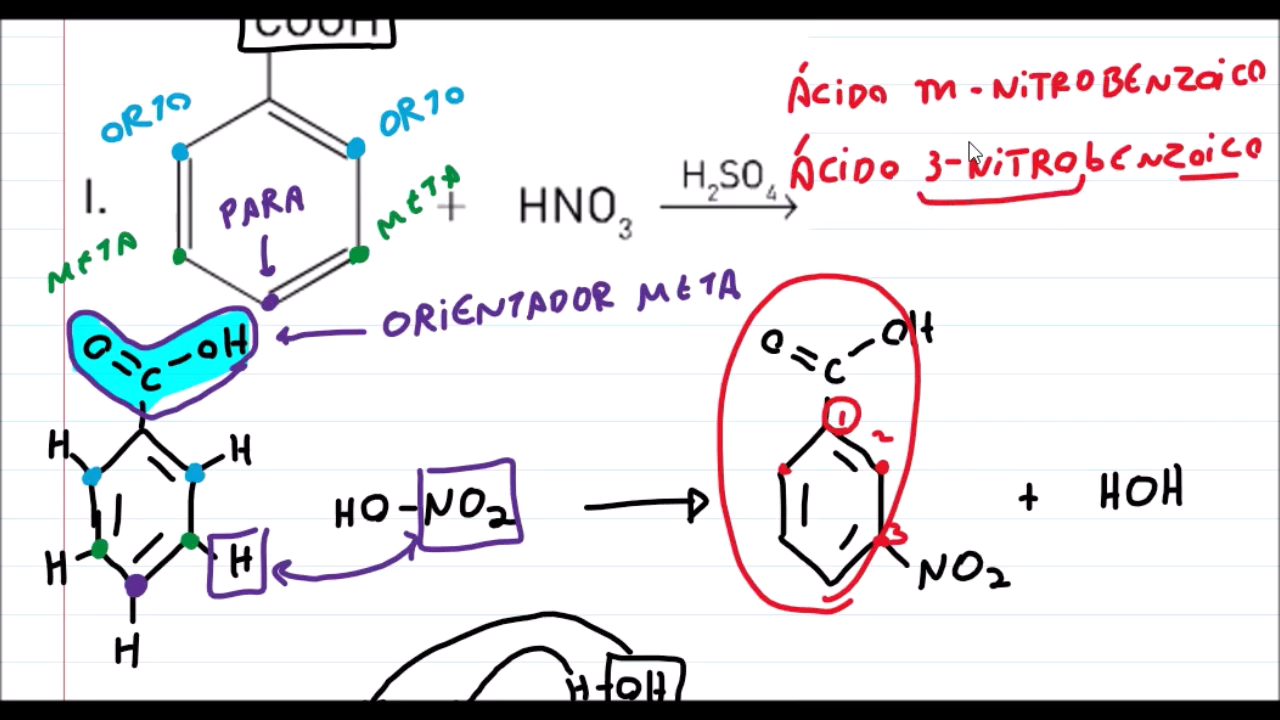 COOH
ORTO
ORTO
I.
PARA
META
META
+ HNO3
H2SO4
ÁCIDO m-NiTROBENZOiCO
ÁCiDO 3-NiTRObENZOiCO
ORiENTADOR META
O C OH
H H
H H
H
HO-NO2
O C OH
1
2
3
NO2
+ HOH
H-OH